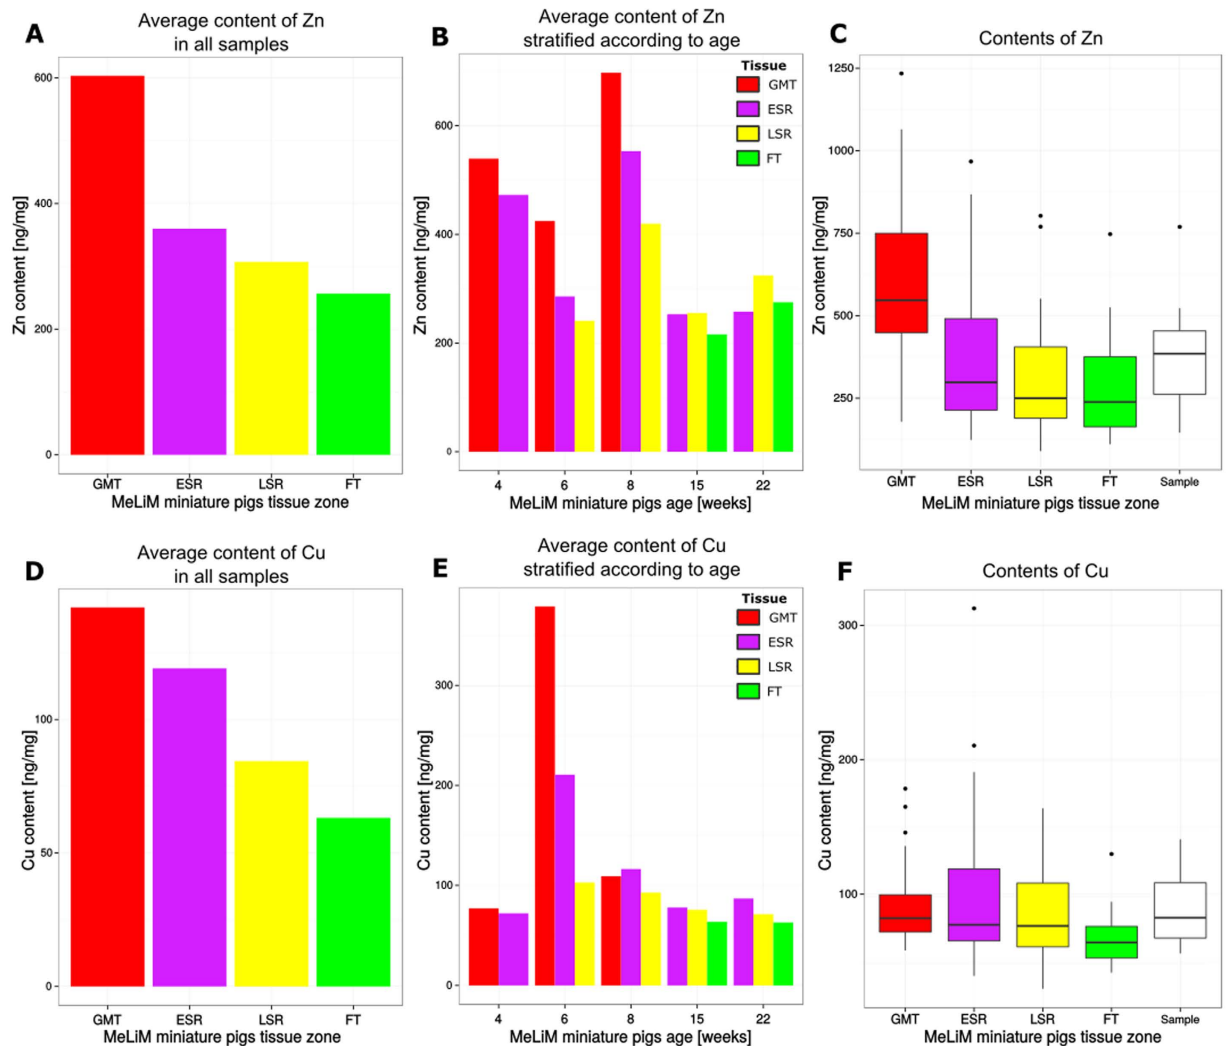 A
Average content of Zn
in all samples
Zn content [ng/mg]
600
400
200
0
GMT ESR LSR FT
MeLiM miniature pigs tissue zone
B
Average content of Zn
stratified according to age
Zn content [ng/mg]
600
400
200
0
Tissue
GMT
ESR
LSR
FT
4 6 8 15 22
MeLiM miniature pigs age [weeks]
C
Contents of Zn
Zn content [ng/mg]
1250
1000
750
500
250
GMT ESR LSR FT Sample
MeLiM miniature pigs tissue zone
D
Average content of Cu
in all samples
Cu content [ng/mg]
100
50
0
GMT ESR LSR FT
MeLiM miniature pigs tissue zone
E
Average content of Cu
stratified according to age
Cu content [ng/mg]
300
200
100
0
Tissue
GMT
ESR
LSR
FT
4 6 8 15 22
MeLiM miniature pigs age [weeks]
F
Contents of Cu
Cu content [ng/mg]
300
200
100
GMT ESR LSR FT Sample
MeLiM miniature pigs tissue zone